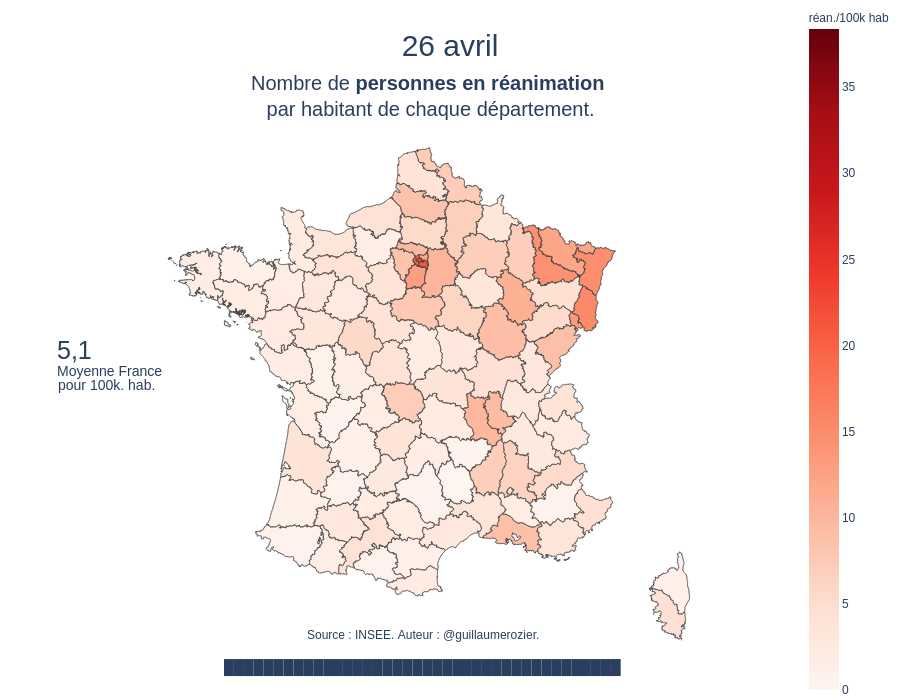 26 avril
Nombre de personnes en réanimation
par habitant de chaque département.
réan./100k hab
35
30
25
20
15
10
5
0
5,1
Moyenne France
pour 100k. hab.
Source : INSEE. Auteur : @guillaumerozier.